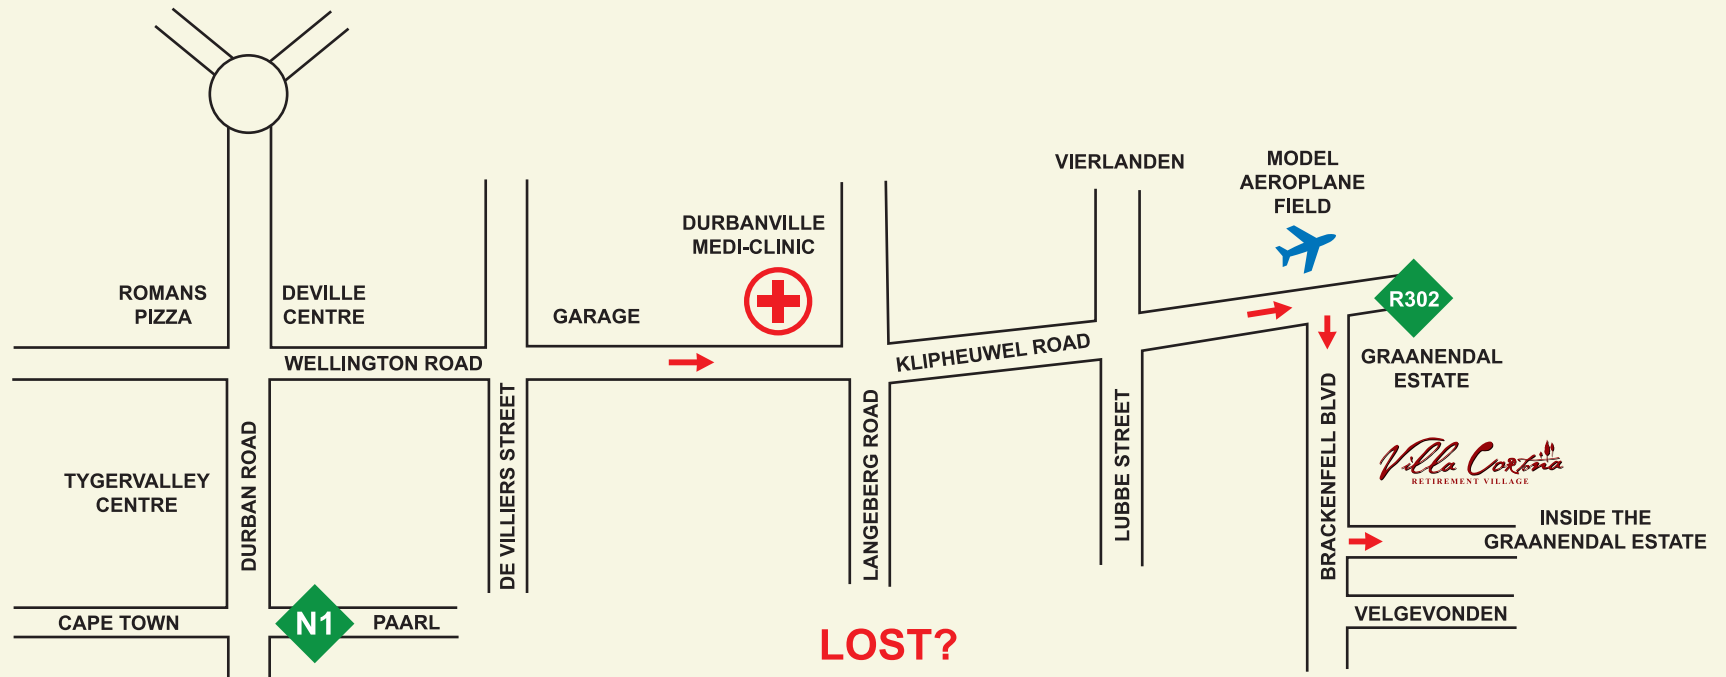 VIERLANDEN
MODEL
AEROPLANE
FIELD
DURBANVILLE
MEDI-CLINIC
ROMANS
PIZZA
DEVILLE
CENTRE
GARAGE
R302
WELLINGTON ROAD
KLIPHEUWEL ROAD
GRAANENDAL
ESTATE
TYGERVALLEY
CENTRE
DURBAN ROAD
DE VILLIERS STREET
LANGEBERG ROAD
LUBBE STREET
BRACKENFELL BLVD
Villa Cortona
RETIREMENT VILLAGE
INSIDE THE
GRAANENDAL ESTATE
CAPE TOWN
N1
PAARL
VELGEVONDEN
LOST?